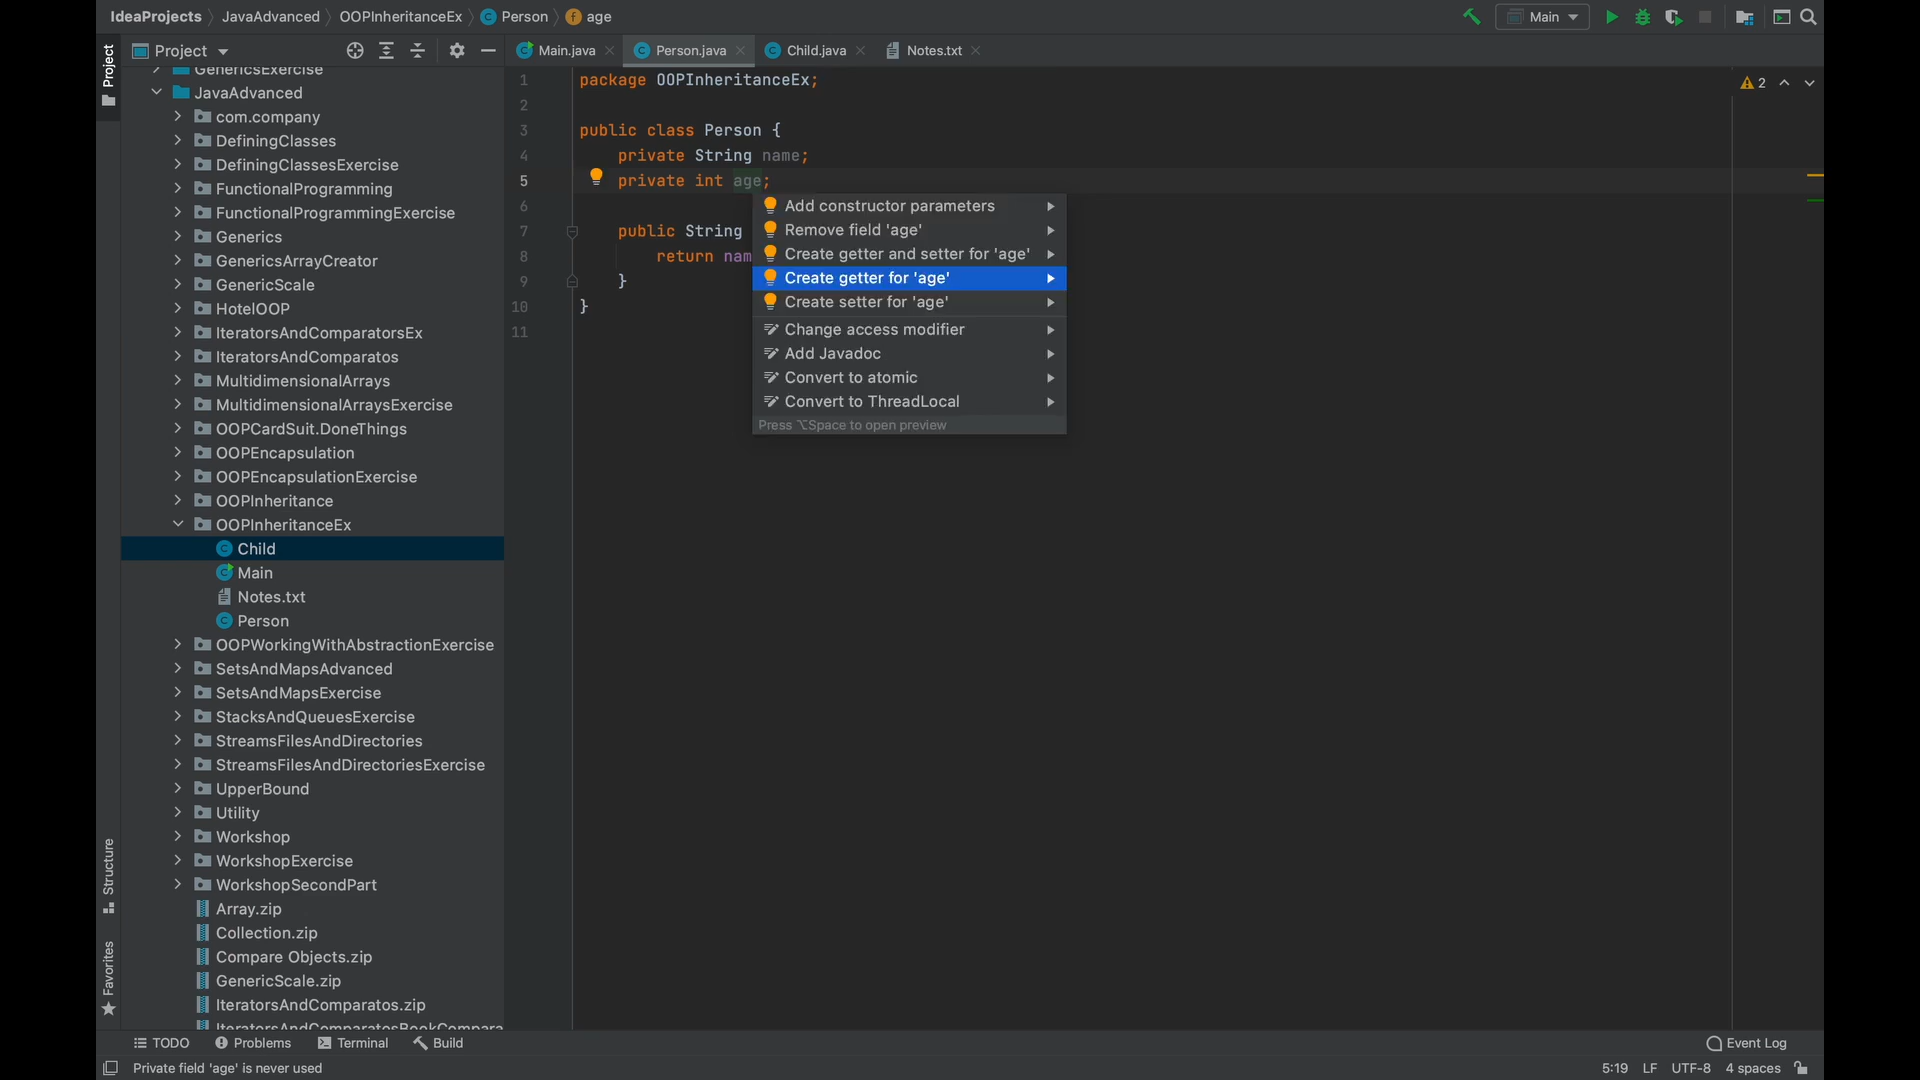 IdeaProjects JavaAdvanced OOPInheritanceEx Person age
Main
Project
Main.java Person.java Child.java Notes.txt
Project
GenericsExercise
JavaAdvanced
com.company
DefiningClasses
DefiningClassesExercise
FunctionalProgramming
FunctionalProgrammingExercise
Generics
GenericsArrayCreator
GenericsScale
HotelOOP
IteratorsAndComparatorsEx
IteratorsAndComparatos
MultidimensionalArrays
MultidimensionalArraysExercise
OOPCardSuit.DoneThings
OOPEncapsulation
OOPEncapsulationExercise
OOPInheritance
OOPInheritanceEx
Child
Main
Notes.txt
Person
OOPWorkingWithAbstractionExercise
SetsAndMapsAdvanced
SetsAndMapsExercise
StacksAndQueuesExercise
StreamsFilesAndDirectories
StreamsFilesAndDirectoriesExercise
UpperBound
Utility
Workshop
WorkshopExercise
WorkshopSecondPart
Array.zip
Collection.zip
Compare Objects.zip
GenericScale.zip
IteratorsAndComparatos.zip
IteratorsAndComparatosBookCompara
Structure
Favorites
1 package OOPInheritanceEx;
2
3 public class Person {
4 private String name;
5 private int age;
6
7 public String
8 return nam
9 }
10 }
11
2
Add constructor parameters
Remove field 'age'
Create getter and setter for 'age'
Create getter for 'age'
Create setter for 'age'
Change access modifier
Add Javadoc
Convert to atomic
Convert to ThreadLocal
Press ⌥Space to open preview
TODO Problems Terminal Build Event Log
Private field 'age' is never used 5:19 LF UTF-8 4 spaces